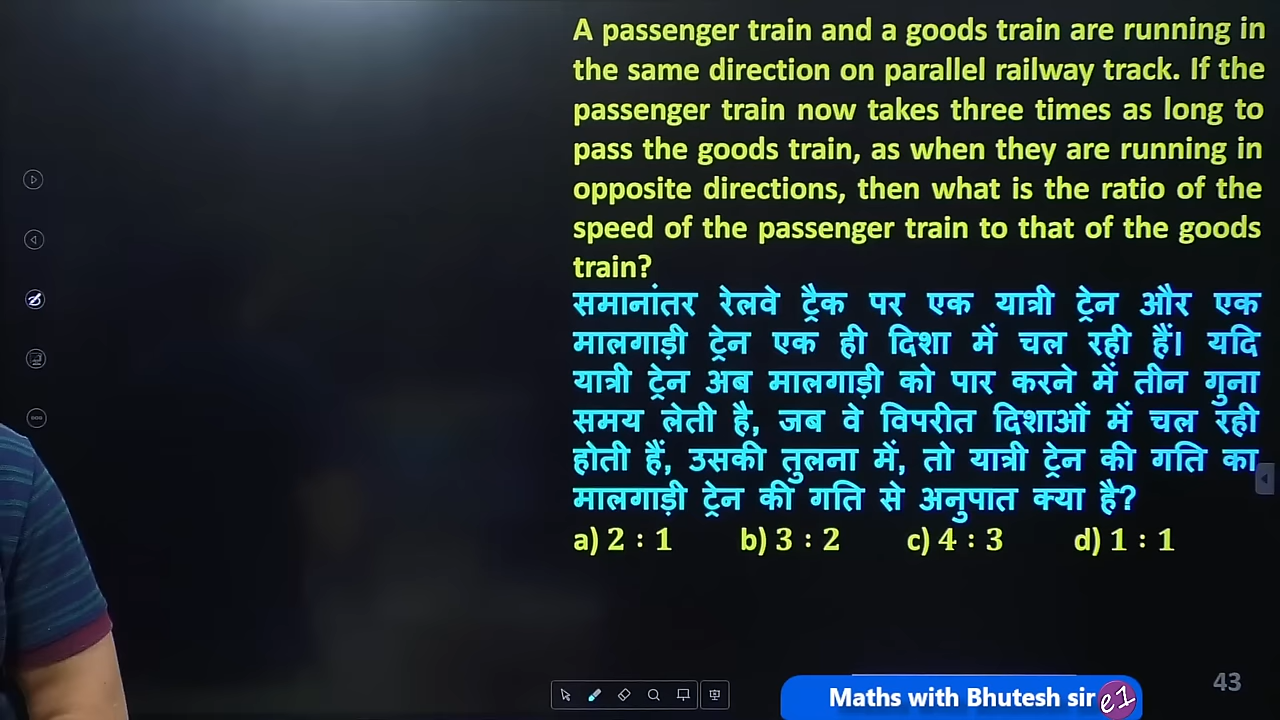 A passenger train and a goods train are running in
the same direction on parallel railway track. If the
passenger train now takes three times as long to
pass the goods train, as when they are running in
opposite directions, then what is the ratio of the
speed of the passenger train to that of the goods
train?
समानांतर रेलवे ट्रैक पर एक यात्री ट्रेन और एक
मालगाड़ी ट्रेन एक ही दिशा में चल रही हैं। यदि
यात्री ट्रेन अब मालगाड़ी को पार करने में तीन गुना
समय लेती है, जब वे विपरीत दिशाओं में चल रही
होती हैं, उसकी तुलना में, तो यात्री ट्रेन की गति का
मालगाड़ी ट्रेन की गति से अनुपात क्या है?
a) 2 : 1 b) 3 : 2 c) 4 : 3 d) 1 : 1
43
Maths with Bhutesh sir e1